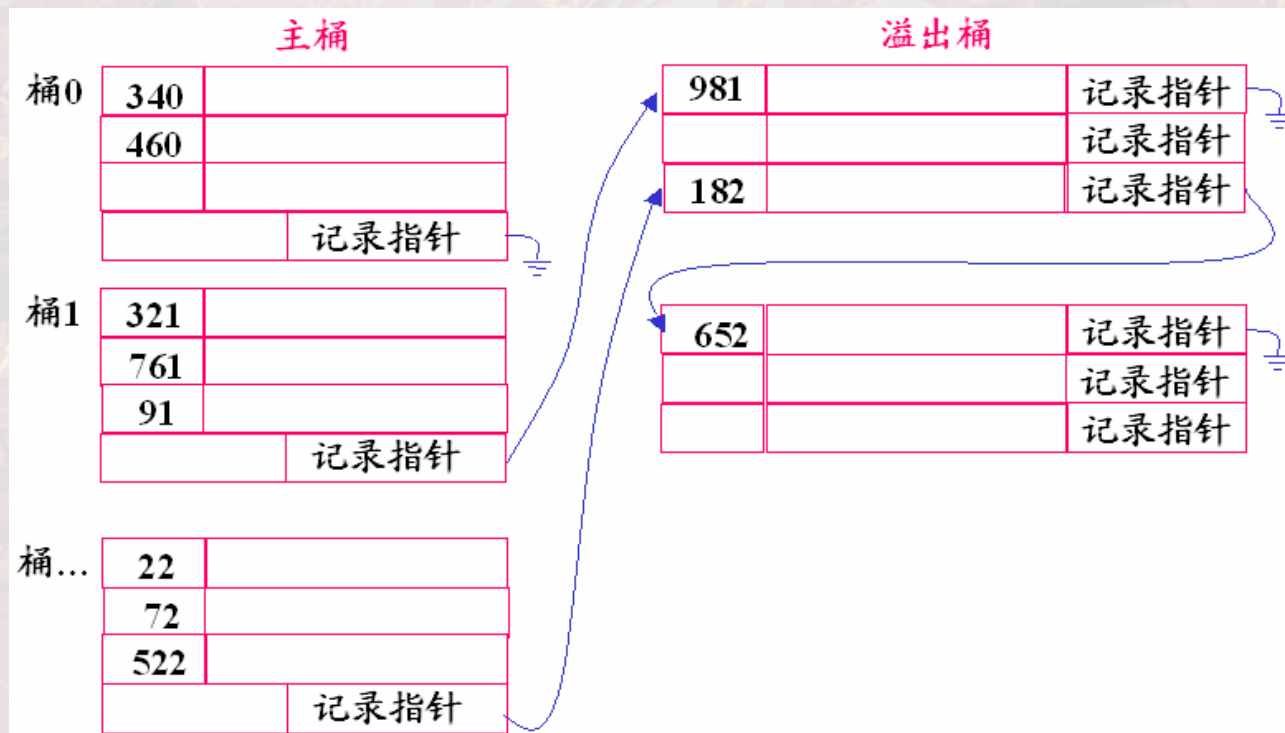 主桶
桶0
340
460
记录指针
桶1
321
761
91
记录指针
桶...
22
72
522
记录指针
溢出桶
981 记录指针
记录指针
182 记录指针
652 记录指针
记录指针
记录指针